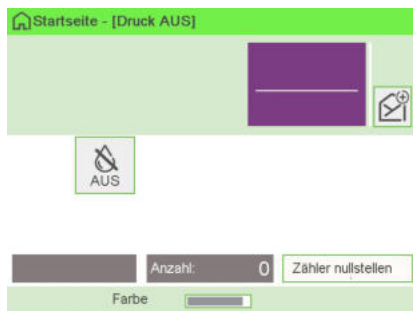 Startseite - [Druck AUS]
AUS
Anzahl: 0 Zähler nullstellen
Farbe